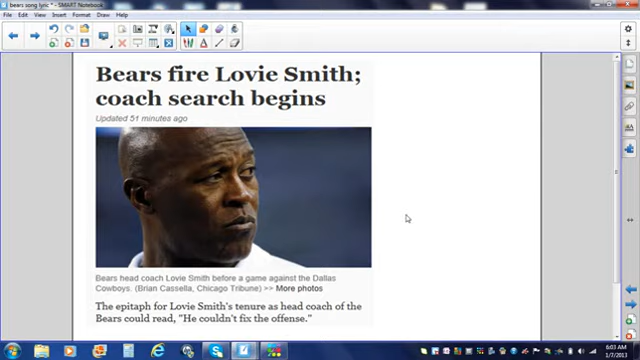 bears song lyric * - SMART Notebook
File Edit View Insert Format Draw Help
Bears fire Lovie Smith;
coach search begins
Updated 51 minutes ago
Bears head coach Lovie Smith before a game against the Dallas
Cowboys. (Brian Cassella, Chicago Tribune) >> More photos
The epitaph for Lovie Smith's tenure as head coach of the
Bears could read, "He couldn't fix the offense."
6:03 AM
1/7/2013